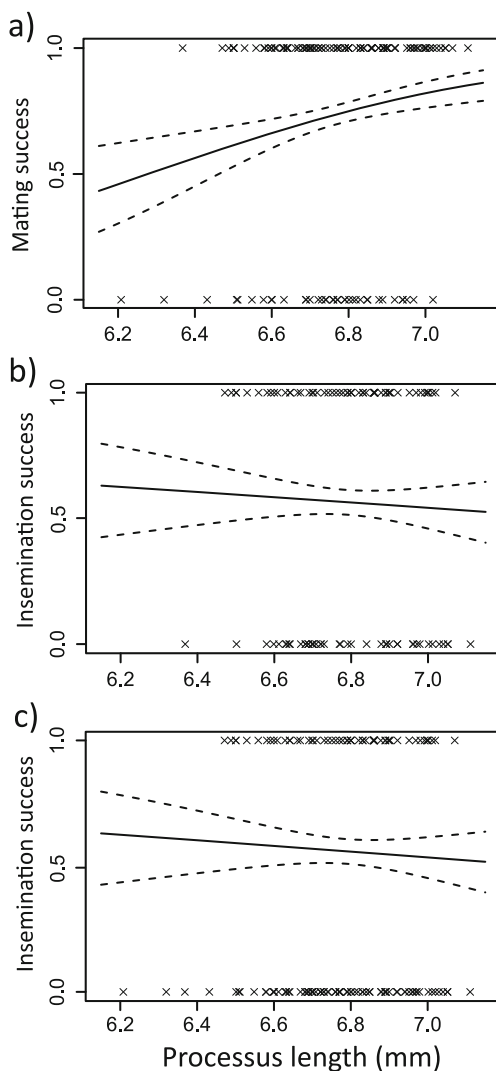 a)
Mating success
1.0
0.5
0.0
6.2 6.4 6.6 6.8 7.0
b)
Insemination success
1.0
0.5
0.0
6.2 6.4 6.6 6.8 7.0
c)
Insemination success
1.0
0.5
0.0
6.2 6.4 6.6 6.8 7.0
Processus length (mm)